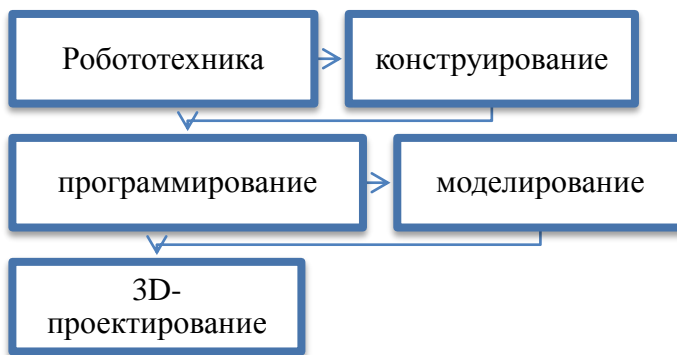 Робототехника
конструирование
программирование
моделирование
3D-
проектирование